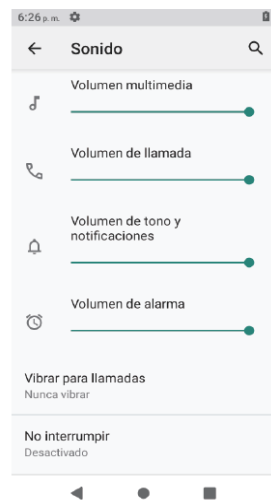 6:26 p. m.
Sonido
Volumen multimedia
Volumen de llamada
Volumen de tono y
notificaciones
Volumen de alarma
Vibrar para llamadas
Nunca vibrar
No interrumpir
Desactivado